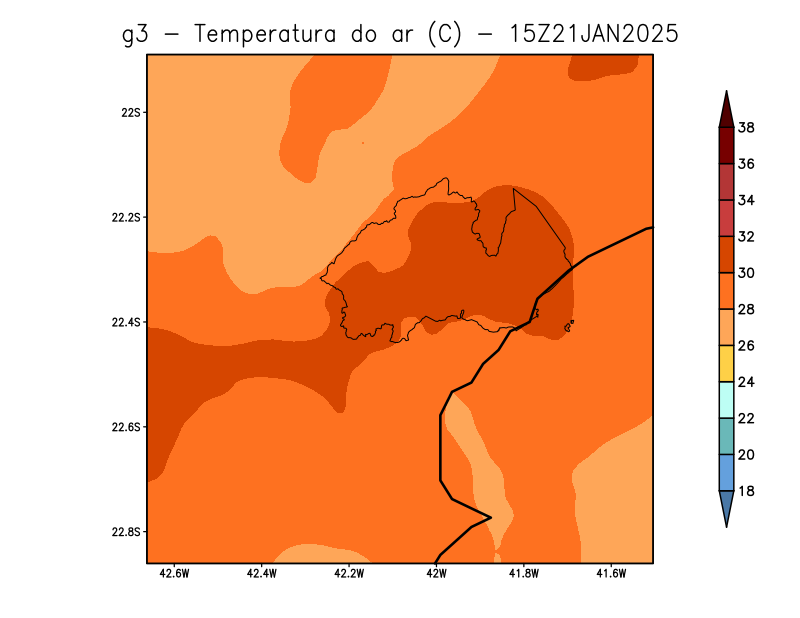 g3 – Temperatura do ar (C) – 15Z21JAN2025
22S
22.2S
22.4S
22.6S
22.8S
42.6W
42.4W
42.2W
42W
41.8W
41.6W
38
36
34
32
30
28
26
24
22
20
18